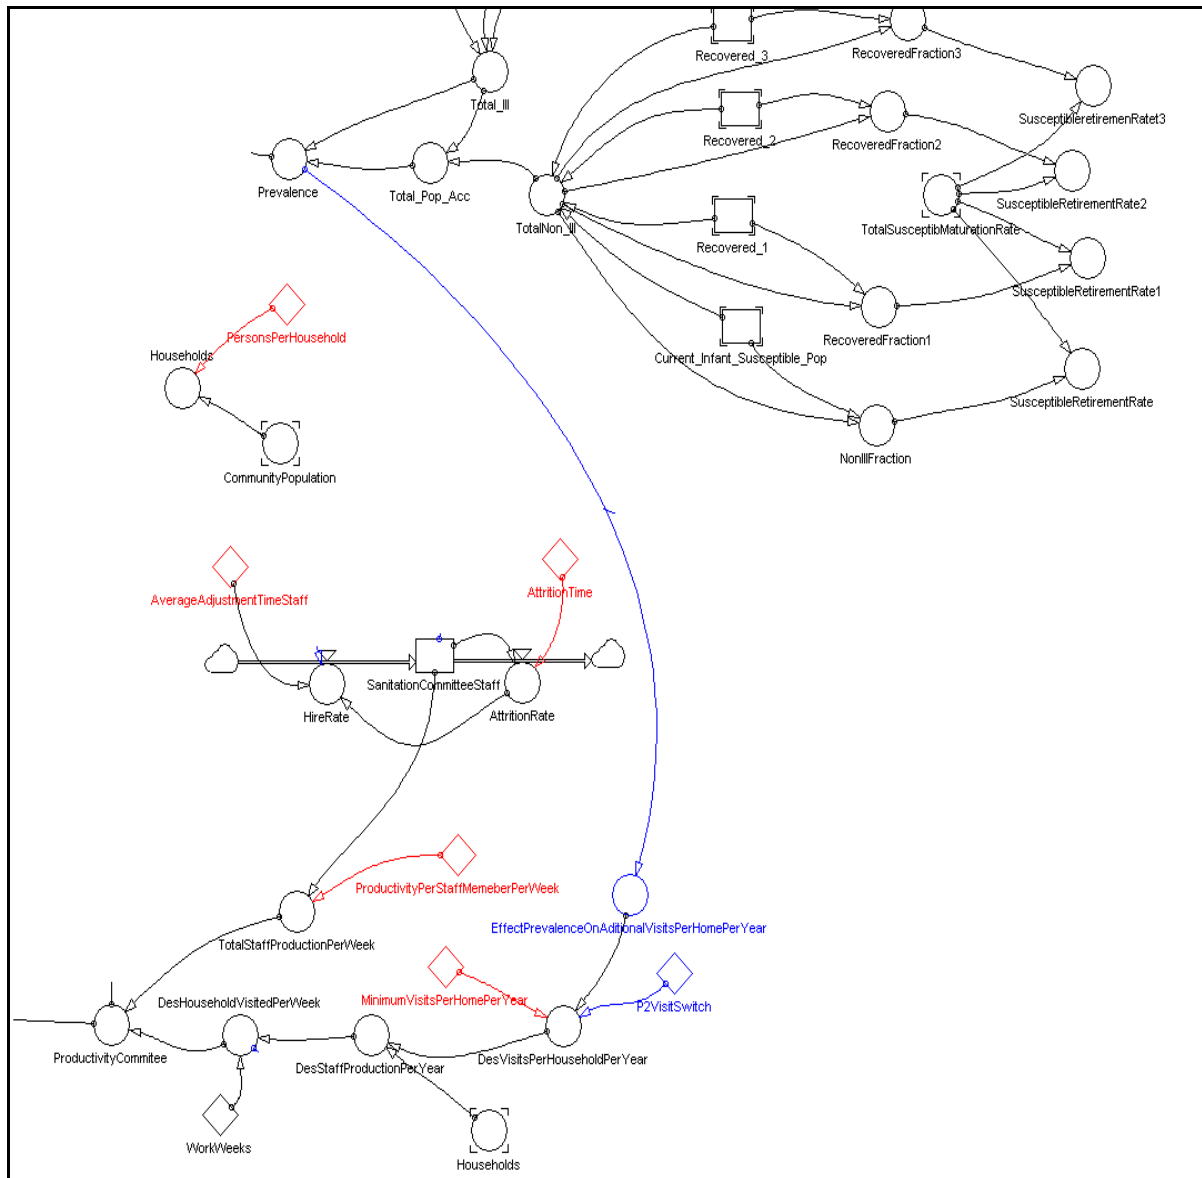 Recovered_3
RecoveredFraction3
Total_Ill
SusceptibleretiremenRatet3
Recovered_2
RecoveredFraction2
Prevalence
Total_Pop_Acc
SusceptibleRetirementRate2
TotalNon_Ill
TotalSusceptibMaturationRate
Recovered_1
SusceptibleRetirementRate1
PersonsPerHousehold
RecoveredFraction1
Households
Current_Infant_Susceptible_Pop
SusceptibleRetirementRate
NonIllFraction
CommunityPopulation
AverageAdjustmentTimeStaff
AttritionTime
SanitationCommitteeStaff
HireRate
AttritionRate
ProductivityPerStaffMemeberPerWeek
EffectPrevalenceOnAditionalVisitsPerHomePerYear
TotalStaffProductionPerWeek
DesHouseholdVisitedPerWeek
MinimumVisitsPerHomePerYear
P2VisitSwitch
ProductivityCommitee
DesStaffProductionPerYear
DesVisitsPerHouseholdPerYear
WorkWeeks
Households